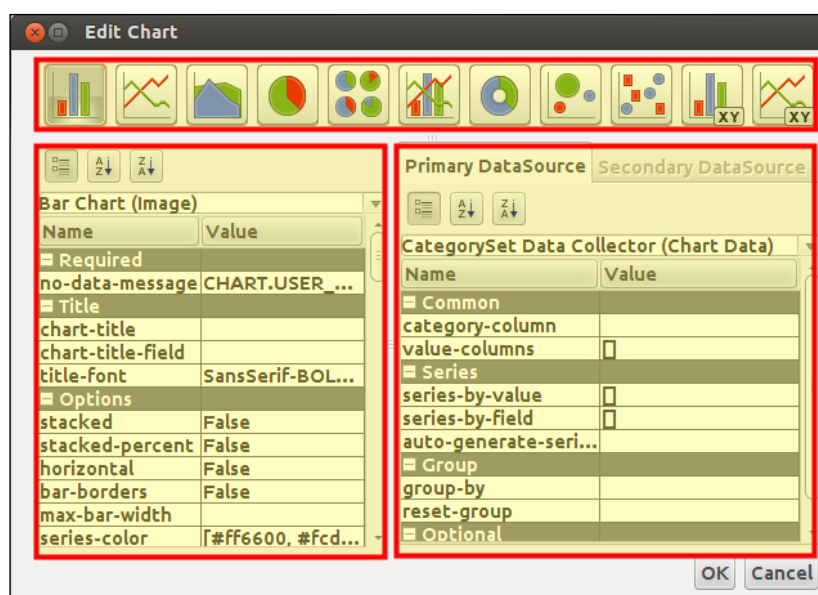 Edit Chart
XY XY
A Z Z A
Bar Chart (Image)
Name Value
Required
no-data-message CHART.USER_...
Title
chart-title
chart-title-field
title-font SansSerif-BOL...
Options
stacked False
stacked-percent False
horizontal False
bar-borders False
max-bar-width
series-color [#ff6600, #fcd...
Primary DataSource Secondary DataSource
A Z Z A
CategorySet Data Collector (Chart Data)
Name Value
Common
category-column
value-columns []
Series
series-by-value []
series-by-field []
auto-generate-seri...
Group
group-by
reset-group
Optional
OK Cancel